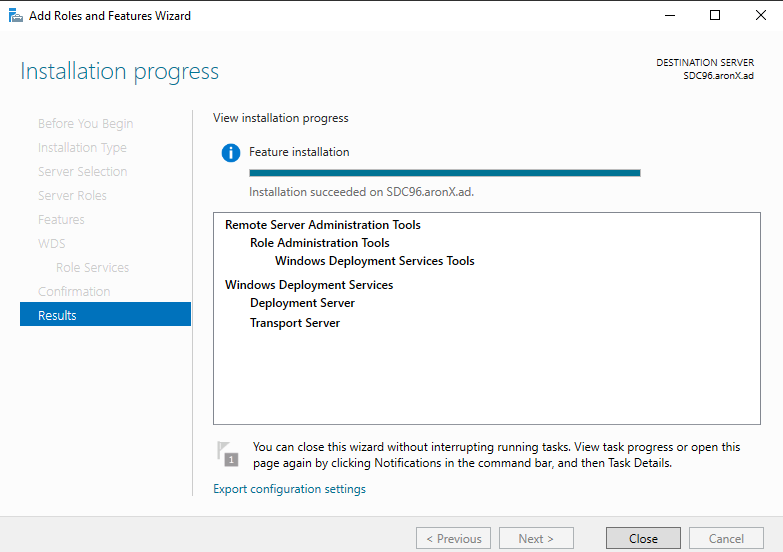 Add Roles and Features Wizard
Installation progress
DESTINATION SERVER
SDC96.aronX.ad
Before You Begin
Installation Type
Server Selection
Server Roles
Features
WDS
Role Services
Confirmation
Results
View installation progress
Feature installation
Installation succeeded on SDC96.aronX.ad.
Remote Server Administration Tools
Role Administration Tools
Windows Deployment Services Tools
Windows Deployment Services
Deployment Server
Transport Server
1
You can close this wizard without interrupting running tasks. View task progress or open this
page again by clicking Notifications in the command bar, and then Task Details.
Export configuration settings
< Previous
Next >
Close
Cancel